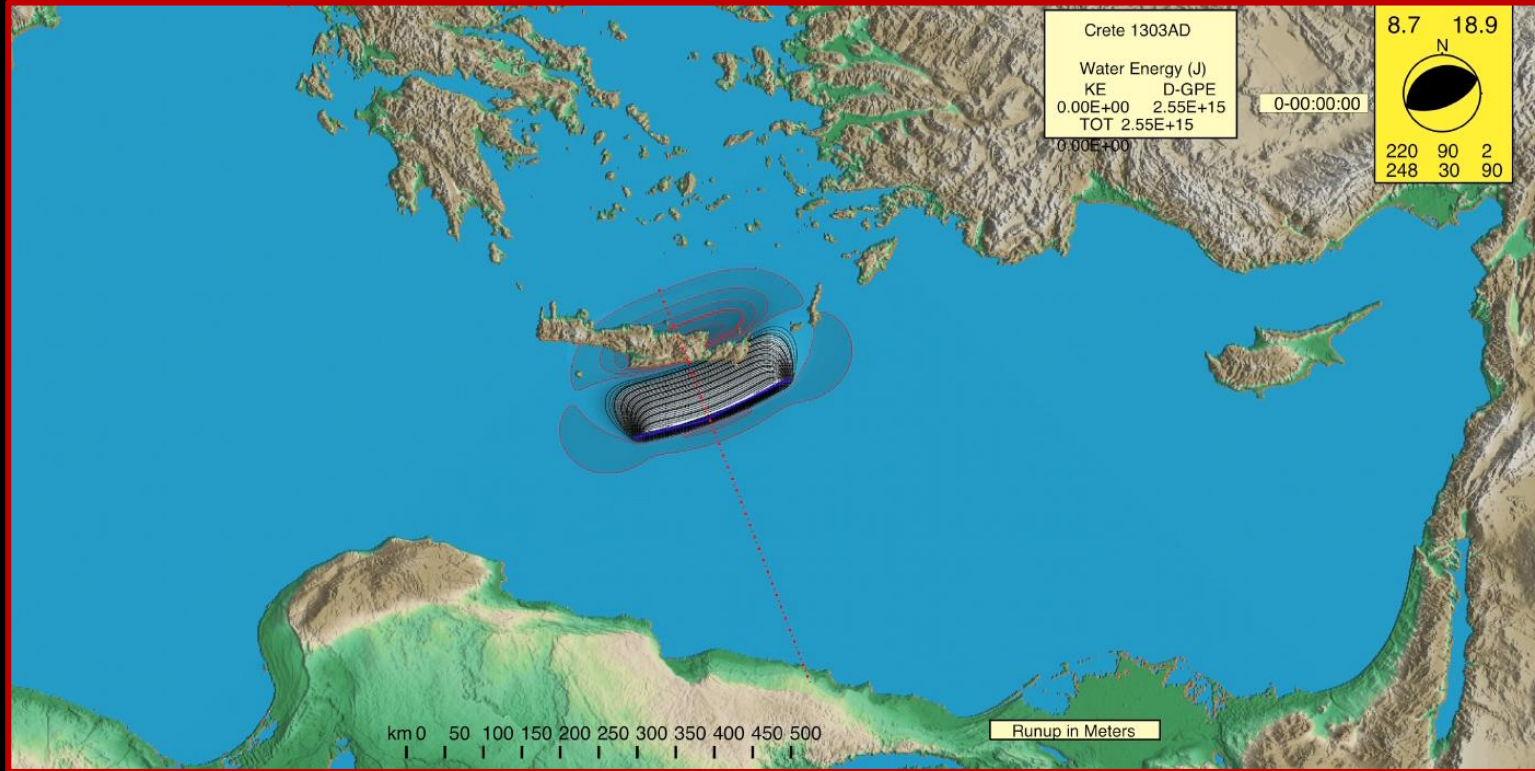 Crete 1303AD
Water Energy (J)
KE D-GPE
0.00E+00 2.55E+15
TOT 2.55E+15
0.00E+00
0-00:00:00
8.7 18.9
N
220 90 2
248 30 90
km 0 50 100 150 200 250 300 350 400 450 500
Runup in Meters